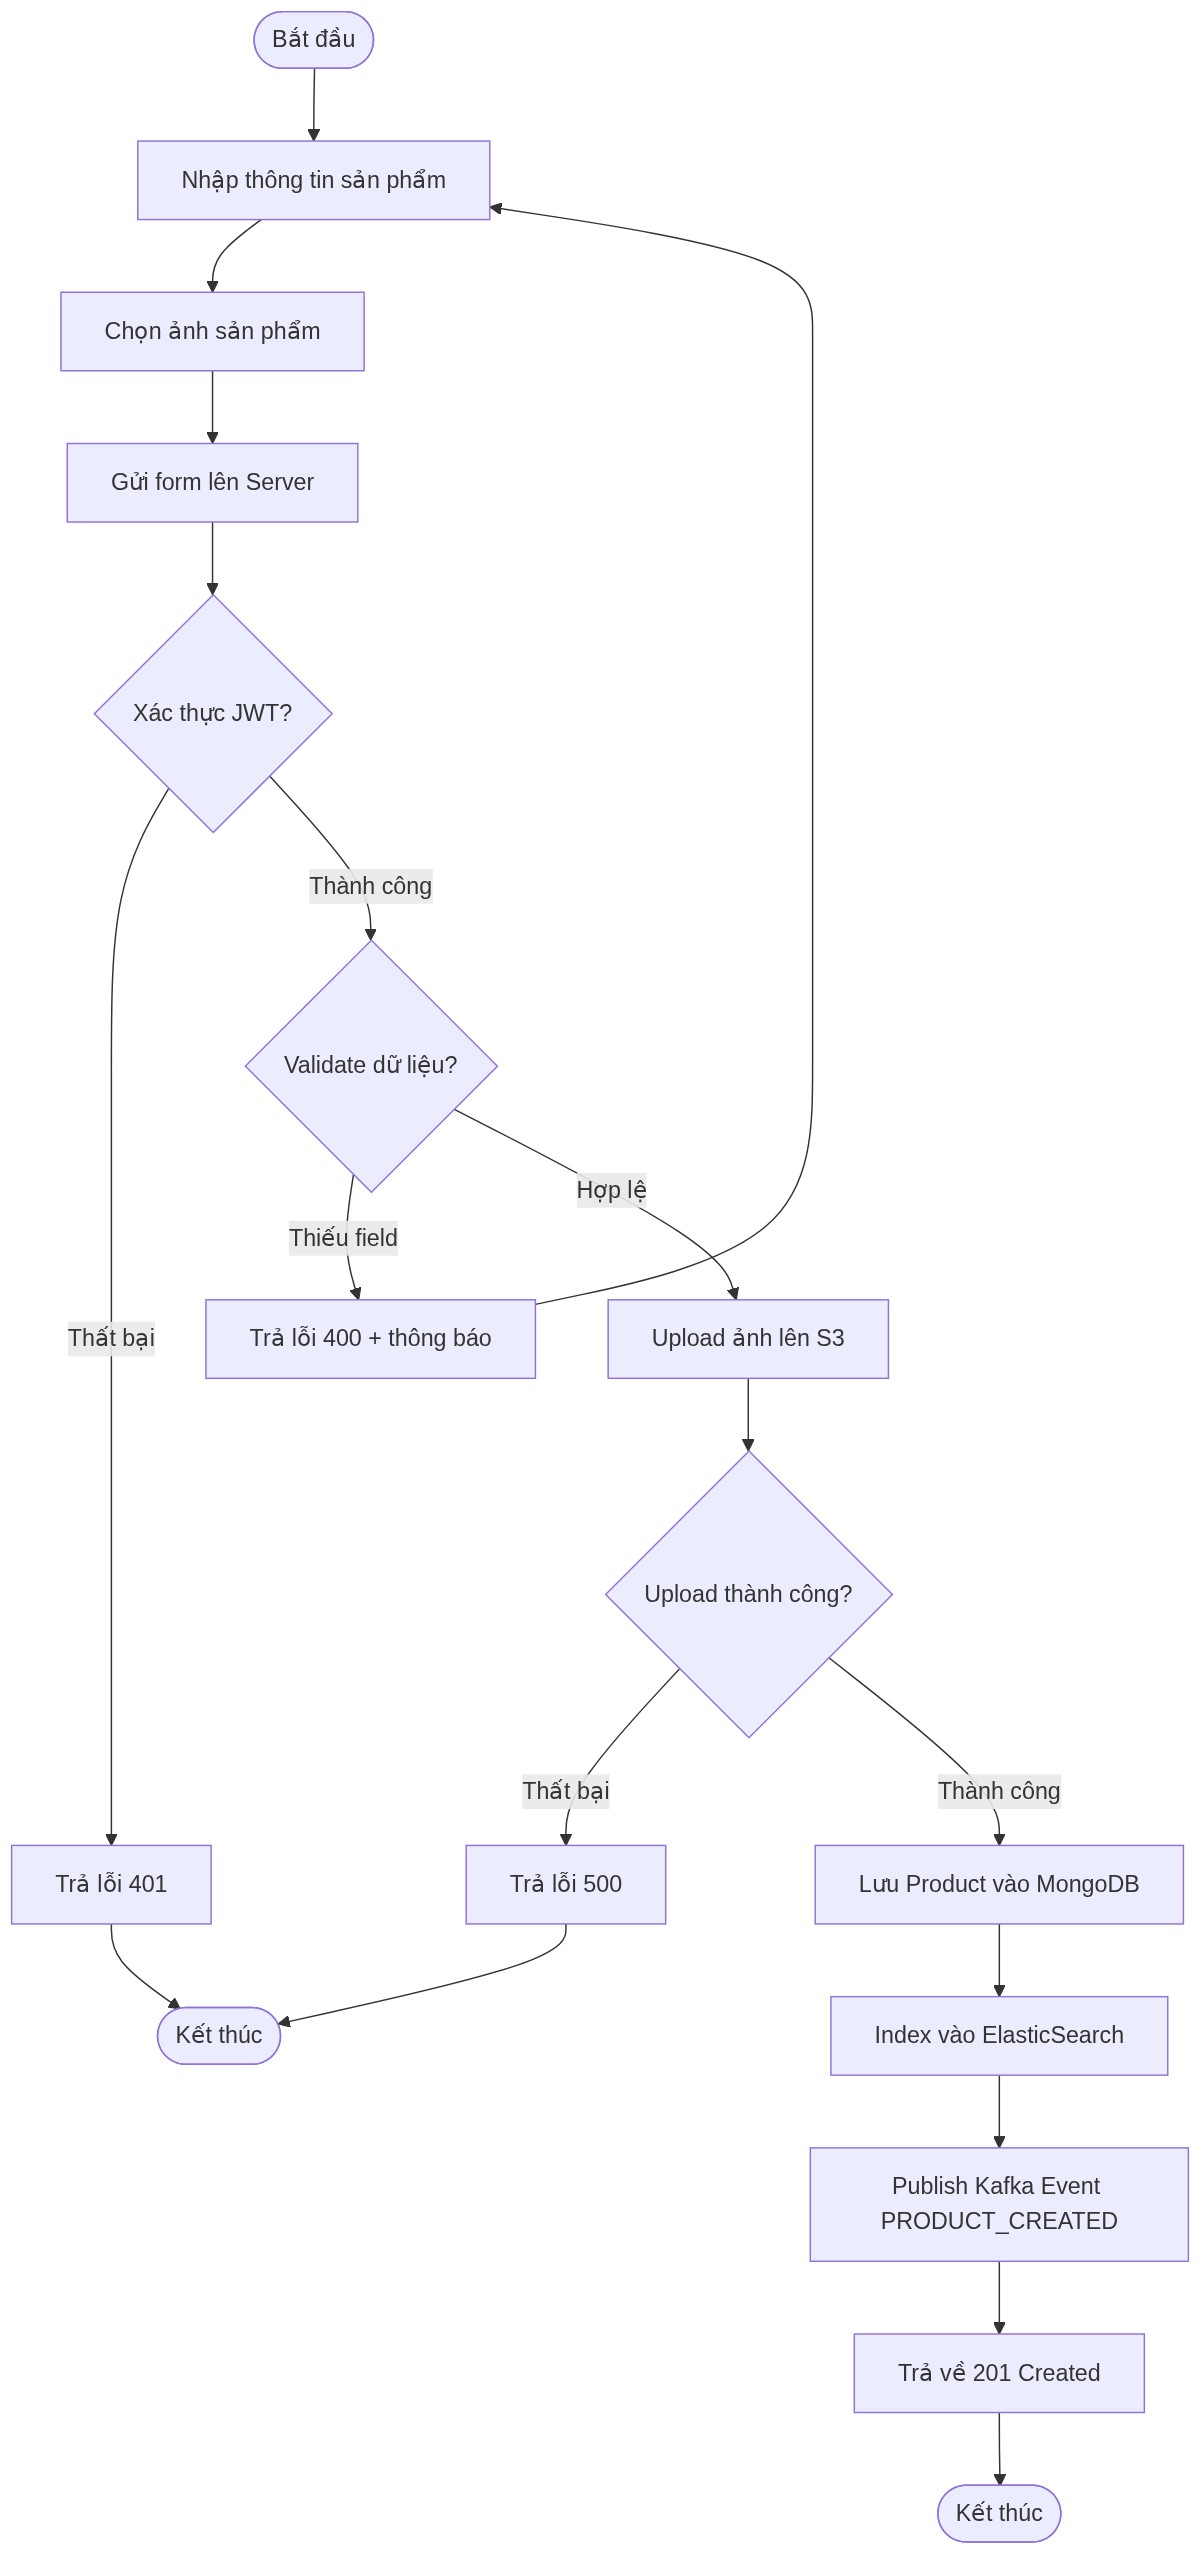 Bắt đầu
Nhập thông tin sản phẩm
Chọn ảnh sản phẩm
Gửi form lên Server
Xác thực JWT?
Thành công
Validate dữ liệu?
Hợp lệ
Thiếu field
Thất bại
Trả lỗi 400 + thông báo
Upload ảnh lên S3
Upload thành công?
Thất bại
Thành công
Trả lỗi 401
Trả lỗi 500
Lưu Product vào MongoDB
Kết thúc
Index vào ElasticSearch
Publish Kafka Event
PRODUCT_CREATED
Trả về 201 Created
Kết thúc